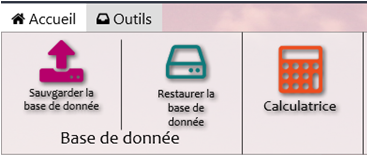 Accueil Outils
Sauvgarder la
base de donnée
Restaurer la
base de
donnée
Calculatrice
Base de donnée